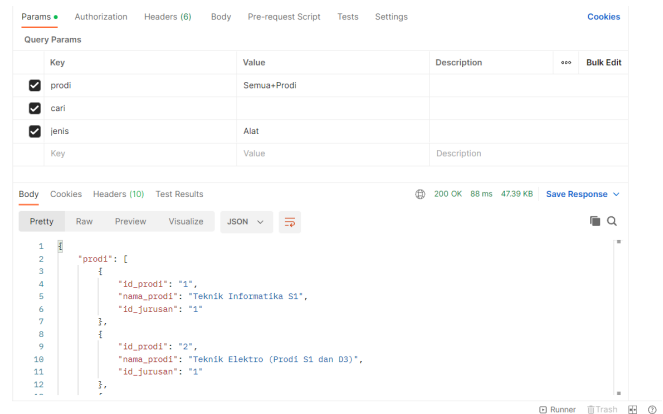 Params Authorization Headers (6) Body Pre-request Script Tests Settings Cookies
Query Params
Key Value Description ooo Bulk Edit
prodi Semua+Prodi
cari
jenis Alat
Key Value Description
Body Cookies Headers (10) Test Results 200 OK 88 ms 47.39 KB Save Response
Pretty Raw Preview Visualize JSON
1 {
2 "prodi": [
3 {
4 "id_prodi": "1",
5 "nama_prodi": "Teknik Informatika S1",
6 "id_jurusan": "1"
7 },
8 {
9 "id_prodi": "2",
10 "nama_prodi": "Teknik Elektro (Prodi S1 dan D3)",
11 "id_jurusan": "1"
12 },
Runner Trash